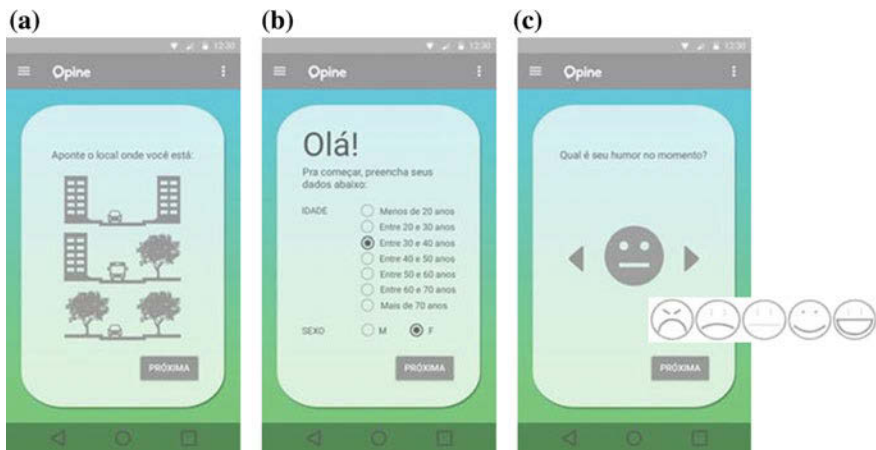 (a)
12:30
Opine
Aponte o local onde você está:
PRÓXIMA
(b)
12:30
Opine
Olá!
Pra começar, preencha seus
dados abaixo:
IDADE
Menos de 20 anos
Entre 20 e 30 anos
Entre 30 e 40 anos
Entre 40 e 50 anos
Entre 50 e 60 anos
Entre 60 e 70 anos
Mais de 70 anos
SEXO M F
PRÓXIMA
(c)
12:30
Opine
Qual é seu humor no momento?
PRÓXIMA